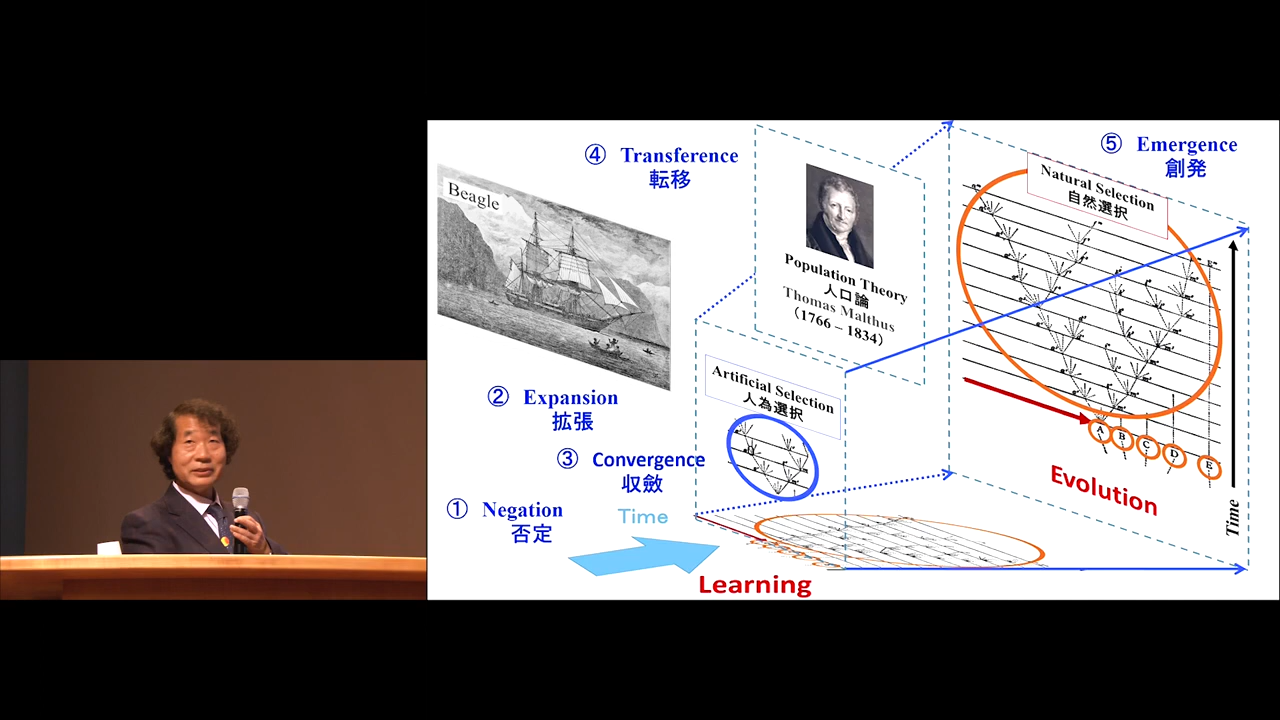 ④ Transference
転移
⑤ Emergence
創発
Beagle
Natural Selection
自然選択
Population Theory
人口論
Thomas Malthus
(1766 – 1834)
Artificial Selection
人為選択
② Expansion
拡張
③ Convergence
収斂
① Negation
否定
Time
Learning
A
B
C
D
E
Evolution
Time